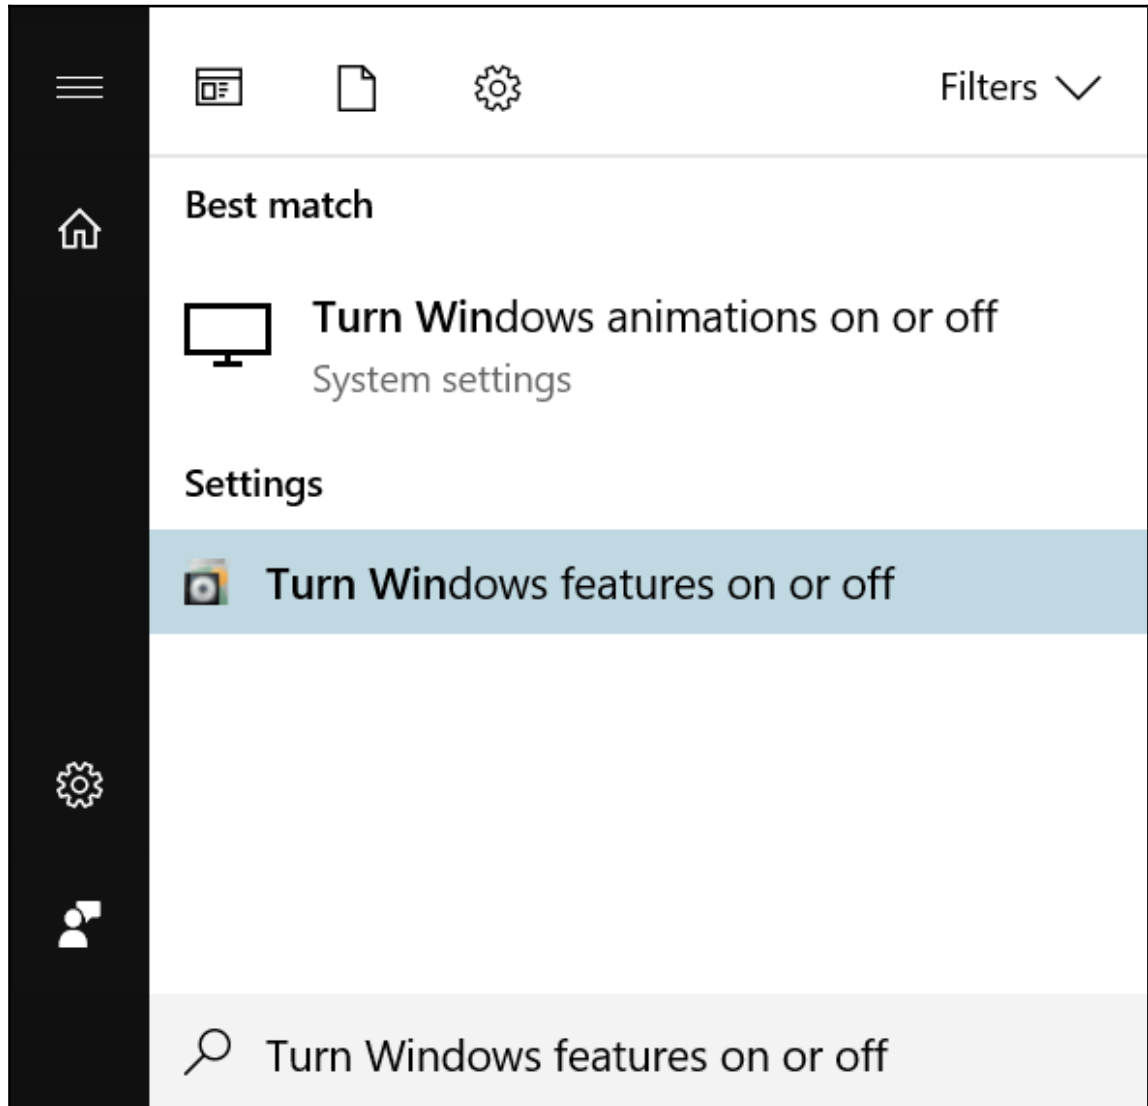 Filters
Best match
Turn Windows animations on or off
System settings
Settings
Turn Windows features on or off
Turn Windows features on or off